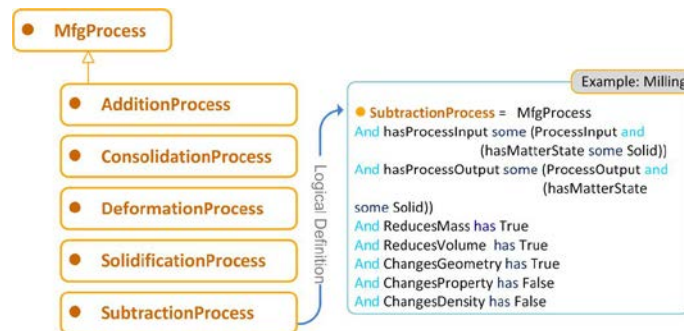 MfgProcess
AdditionProcess
ConsolidationProcess
DeformationProcess
SolidificationProcess
SubtractionProcess
Logical Definition
Example: Milling
SubtractionProcess = MfgProcess
And hasProcessInput some (ProcessInput and
(hasMatterState some Solid))
And hasProcessOutput some (ProcessOutput and
(hasMatterState
some Solid))
And ReducesMass has True
And ReducesVolume has True
And ChangesGeometry has True
And ChangesProperty has False
And ChangesDensity has False